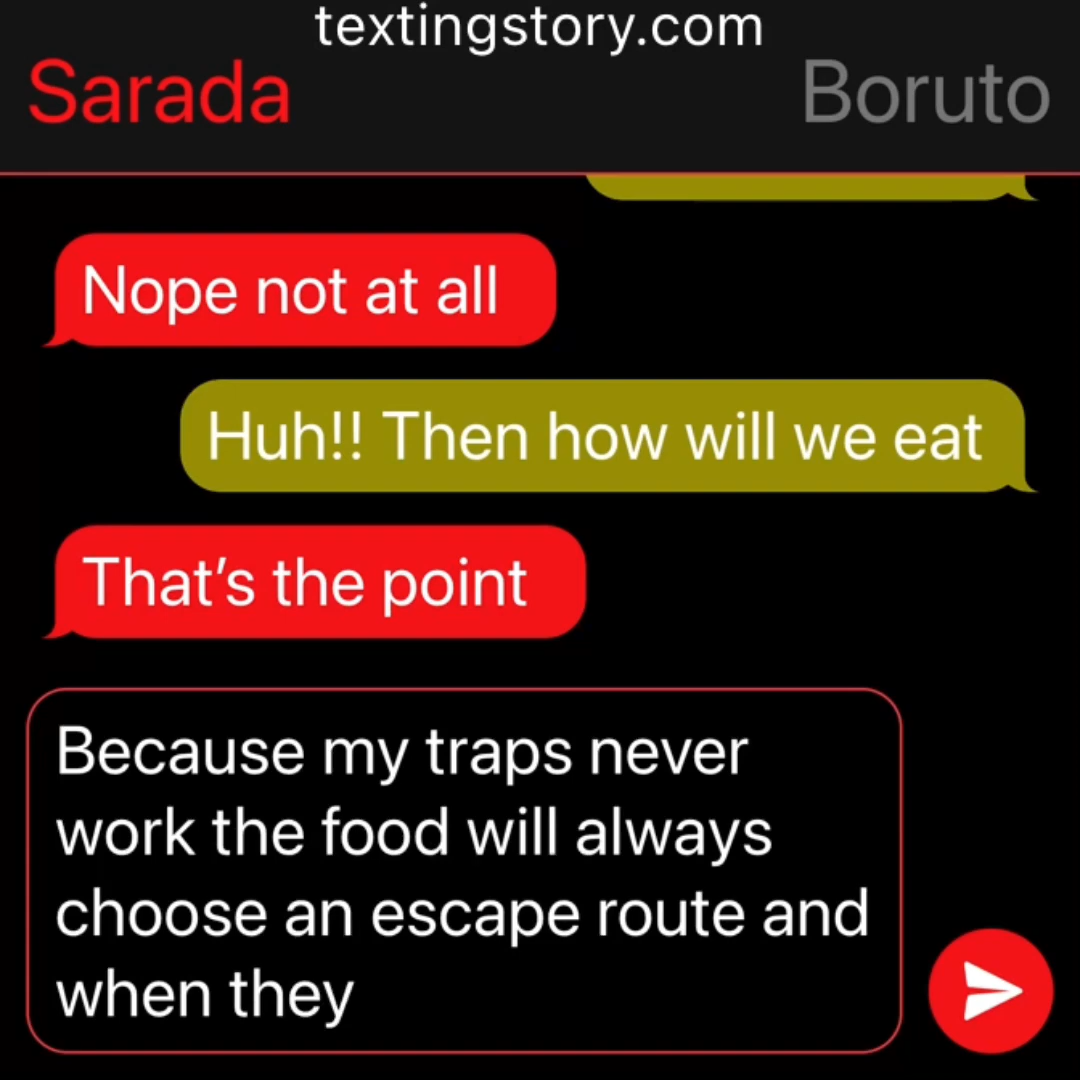 textingstory.com
Sarada
Boruto
Nope not at all
Huh!! Then how will we eat
That’s the point
Because my traps never
work the food will always
choose an escape route and
when they